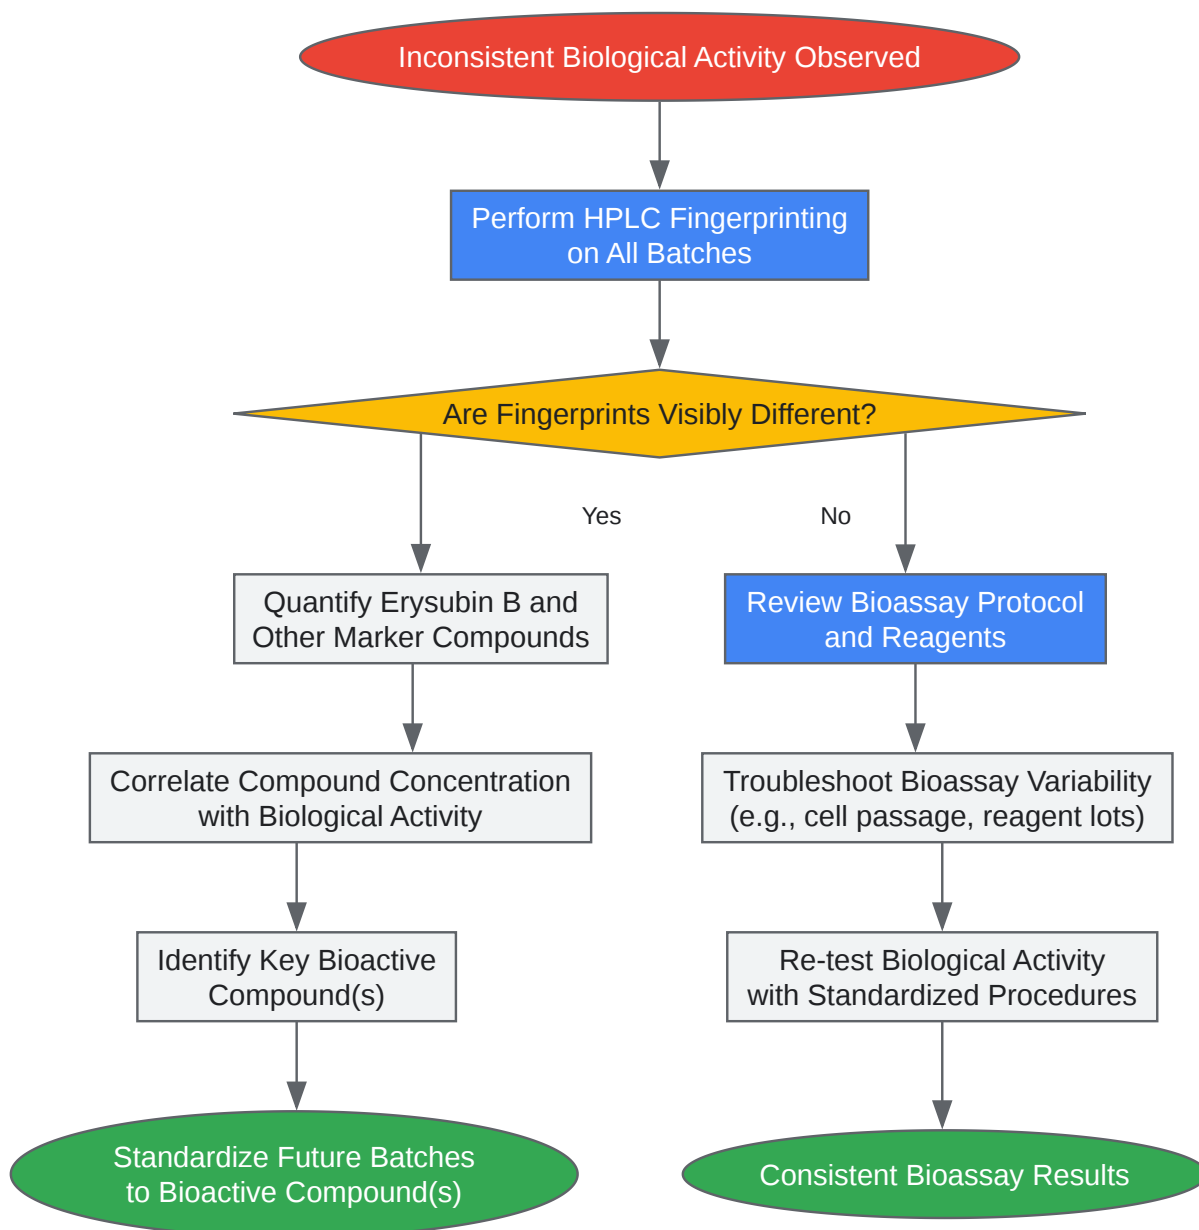 Inconsistent Biological Activity Observed
Perform HPLC Fingerprinting
on All Batches
Are Fingerprints Visibly Different?
Yes
No
Quantify Erysubin B and
Other Marker Compounds
Review Bioassay Protocol
and Reagents
Correlate Compound Concentration
with Biological Activity
Troubleshoot Bioassay Variability
(e.g., cell passage, reagent lots)
Identify Key Bioactive
Compound(s)
Re-test Biological Activity
with Standardized Procedures
Standardize Future Batches
to Bioactive Compound(s)
Consistent Bioassay Results